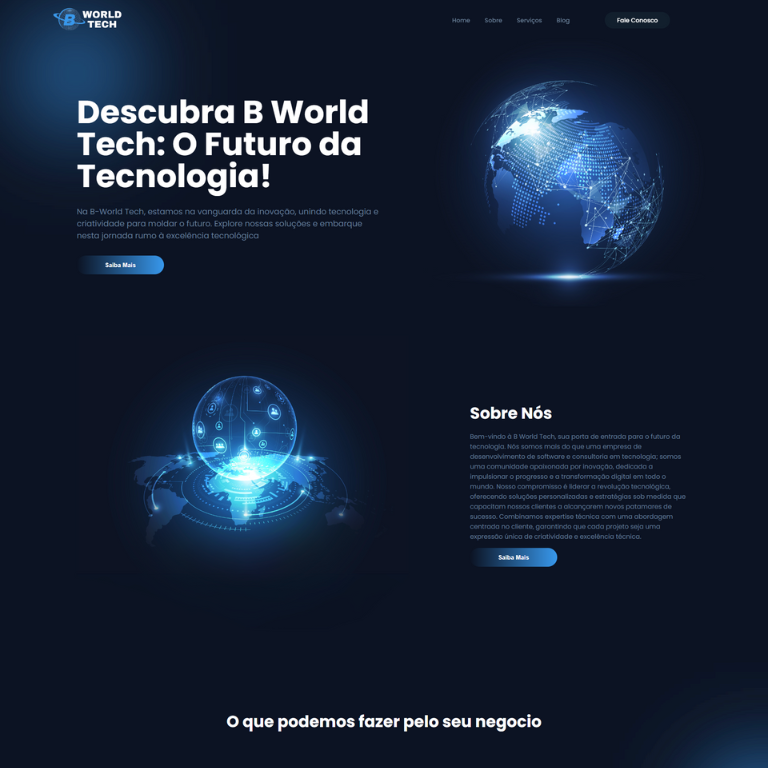 B WORLD
TECH
Home Sobre Serviços Blog Fale Conosco
Descubra B World
Tech: O Futuro da
Tecnologia!
Na B-World Tech, estamos na vanguarda da inovação, unindo tecnologia e
criatividade para moldar o futuro. Explore nossas soluções e embarque
nesta jornada rumo à excelência tecnológica
Saiba Mais
Sobre Nós
Bem-vindo à B World Tech, sua porta de entrada para o futuro da
tecnologia. Nós somos mais do que uma empresa de
desenvolvimento de software e consultoria em tecnologia; somos
uma comunidade apaixonada por inovação, dedicada a
impulsionar o progresso e a transformação digital em todo o
mundo. Nosso compromisso é liderar a revolução tecnológica,
oferecendo soluções personalizadas e estratégias sob medida que
capacitam nossos clientes a alcançarem novos patamares de
sucesso. Combinamos expertise técnica com uma abordagem
centrada no cliente, garantindo que cada projeto seja uma
expressão única de criatividade e excelência técnica.
Saiba Mais
O que podemos fazer pelo seu negocio